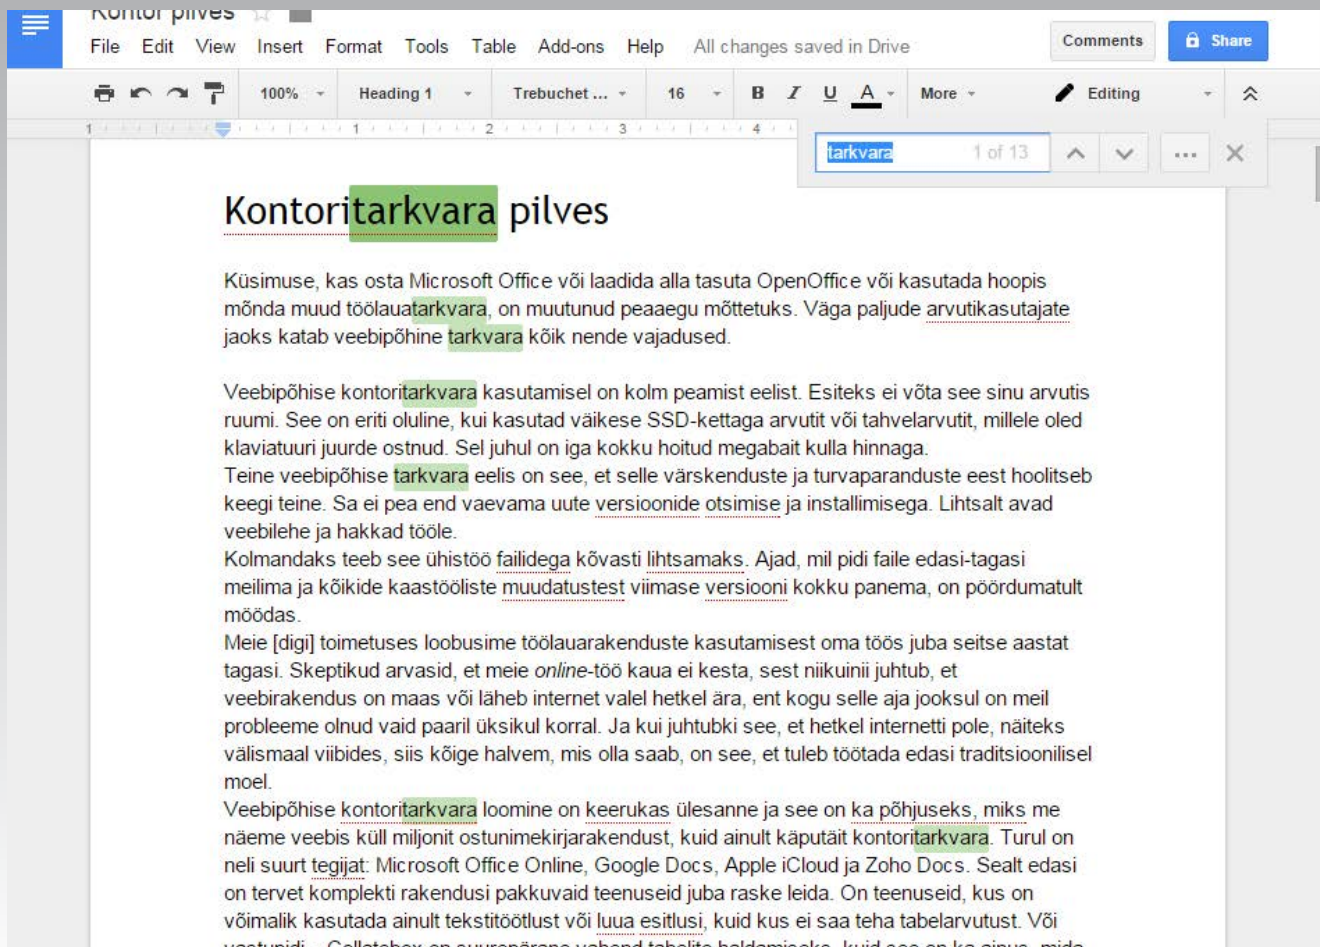 Kontor pilves
File Edit View Insert Format Tools Table Add-ons Help All changes saved in Drive Comments Share
100% Heading 1 Trebuchet ... 16 B I U A More Editing
1 1 2 3 4
tarkvara 1 of 13
Kontoritarkvara pilves
Küsimuse, kas osta Microsoft Office või laadida alla tasuta OpenOffice või kasutada hoopis
mõnda muud töölauatarkvara, on muutunud peaaegu mõttetuks. Väga paljude arvutikasutajate
jaoks katab veebipõhine tarkvara kõik nende vajadused.
Veebipõhise kontoritarkvara kasutamisel on kolm peamist eelist. Esiteks ei võta see sinu arvutis
ruumi. See on eriti oluline, kui kasutad väikese SSD-kettaga arvutit või tahvelarvutit, millele oled
klaviatuuri juurde ostnud. Sel juhul on iga kokku hoitud megabait kulla hinnaga.
Teine veebipõhise tarkvara eelis on see, et selle värskenduste ja turvaparanduste eest hoolitseb
keegi teine. Sa ei pea end vaevama uute versioonide otsimise ja installimisega. Lihtsalt avad
veebilehe ja hakkad tööle.
Kolmandaks teeb see ühistöö failidega kõvasti lihtsamaks. Ajad, mil pidi faile edasi-tagasi
meilima ja kõikide kaastööliste muudatustest viimase versiooni kokku panema, on pöördumatult
möödas.
Meie [digi] toimetuses loobusime töölauarakenduste kasutamisest oma töös juba seitse aastat
tagasi. Skeptikud arvasid, et meie online-töö kaua ei kesta, sest niikuinii juhtub, et
veebirakendus on maas või läheb internet valel hetkel ära, ent kogu selle aja jooksul on meil
probleeme olnud vaid paaril üksikul korral. Ja kui juhtubki see, et hetkel internetti pole, näiteks
välismaal viibides, siis kõige halvem, mis olla saab, on see, et tuleb töötada edasi traditsioonilisel
moel.
Veebipõhise kontoritarkvara loomine on keerukas ülesanne ja see on ka põhjuseks, miks me
näeme veebis küll miljonit ostunimekirjarakendust, kuid ainult käputäit kontoritarkvara. Turul on
neli suurt tegijat: Microsoft Office Online, Google Docs, Apple iCloud ja Zoho Docs. Sealt edasi
on tervet komplekti rakendusi pakkuvaid teenuseid juba raske leida. On teenuseid, kus on
võimalik kasutada ainult tekstitöötlust või luua esitlusi, kuid kus ei saa teha tabelarvutust. Või